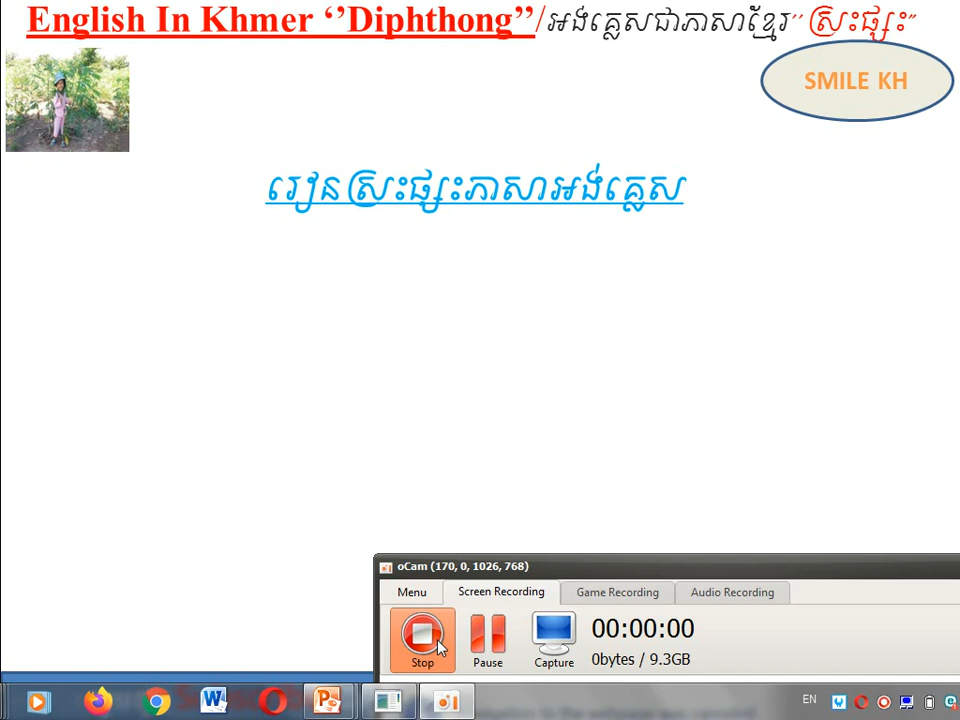 English In Khmer ‘’Diphthong’’/អង់គ្លេសជាភាសាខ្មែរ’’ ស្រះផ្សះ’’
SMILE KH
រៀនស្រះផ្សះភាសាអង់គ្លេស
oCam (170, 0, 1026, 768)
Menu
Screen Recording
Game Recording
Audio Recording
00:00:00
0bytes / 9.3GB
Stop
Pause
Capture
EN